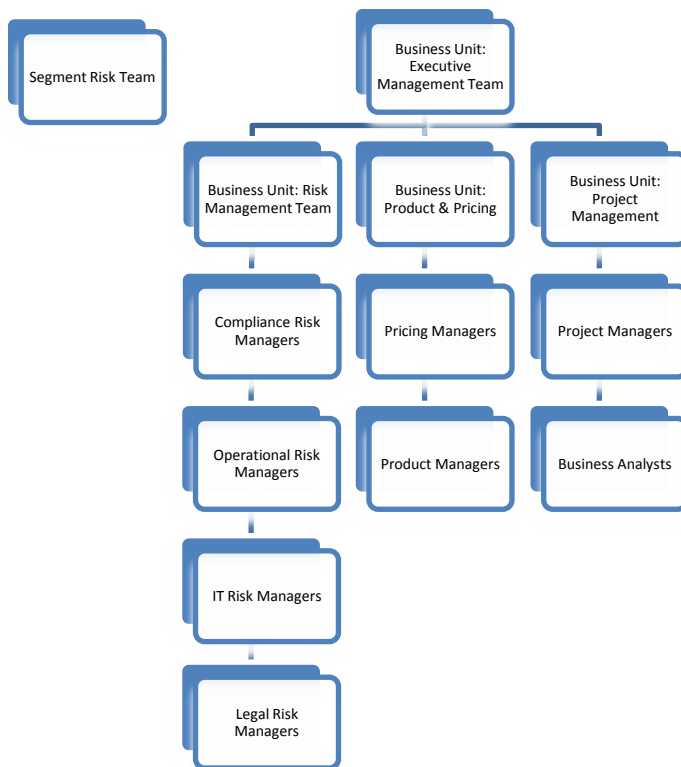 Segment Risk Team
Business Unit:
Executive
Management Team
Business Unit: Risk
Management Team
Business Unit:
Product & Pricing
Business Unit:
Project
Management
Compliance Risk
Managers
Pricing Managers
Project Managers
Operational Risk
Managers
Product Managers
Business Analysts
IT Risk Managers
Legal Risk
Managers